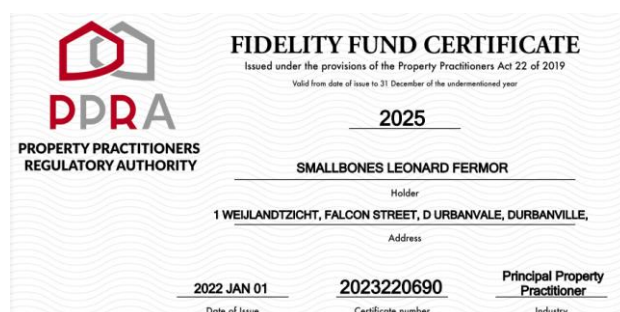 FIDELITY FUND CERTIFICATE
Issued under the provisions of the Property Practitioners Act 22 of 2019
Valid from date of issue to 31 December of the undermentioned year
2025
PPRA
PROPERTY PRACTITIONERS
REGULATORY AUTHORITY
SMALLBONES LEONARD FERMOR
Holder
1 WEIJLANDTZICHT, FALCON STREET, D URBANVALE, DURBANVILLE,
Address
2022 JAN 01
2023220690
Principal Property
Practitioner
Date of Issue
Certificate number
Industry